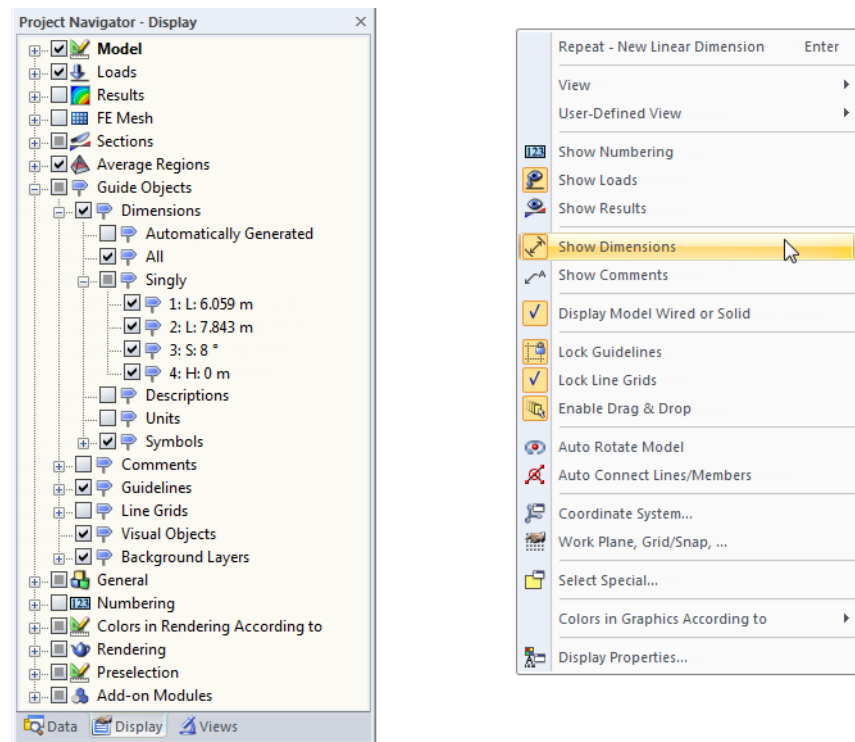 Project Navigator - Display
Model
Loads
Results
FE Mesh
Sections
Average Regions
Guide Objects
Dimensions
Automatically Generated
All
Singly
1: L: 6.059 m
2: L: 7.843 m
3: S: 8 °
4: H: 0 m
Descriptions
Units
Symbols
Comments
Guidelines
Line Grids
Visual Objects
Background Layers
General
123 Numbering
Colors in Rendering According to
Rendering
Preselection
Add-on Modules
Data Display Views
Repeat - New Linear Dimension Enter
View
User-Defined View
123 Show Numbering
Show Loads
Show Results
Show Dimensions
A Show Comments
Display Model Wired or Solid
Lock Guidelines
Lock Line Grids
Enable Drag & Drop
Auto Rotate Model
Auto Connect Lines/Members
Coordinate System...
Work Plane, Grid/Snap, ...
Select Special...
Colors in Graphics According to
Display Properties...